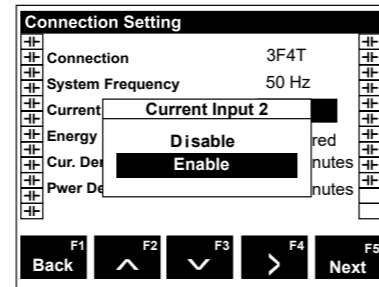 Connection Setting
Connection 3F4T
System Frequency 50 Hz
Current
Current Input 2
Disable
Enable
Energy red
Cur. Der nutes
Pwer De nutes
F1 Back
F2
F3
F4
F5 Next